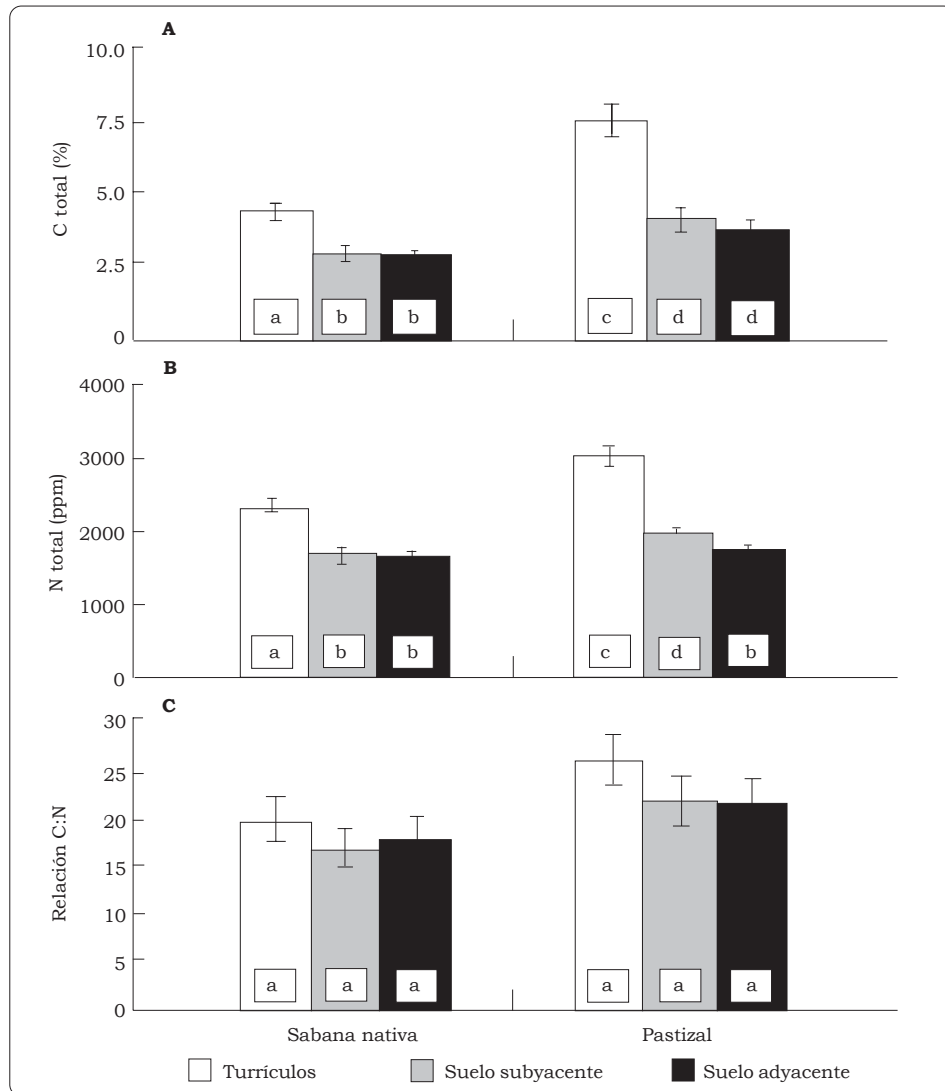 A
10.0
7.5
5.0
2.5
0
C total (%)
a b b c d d
B
4000
3000
2000
1000
0
N total (ppm)
a b b c d b
C
30
25
20
15
10
5
0
Relación C:N
a a a a a a
Sabana nativa Pastizal
Turrículos Suelo subyacente Suelo adyacente